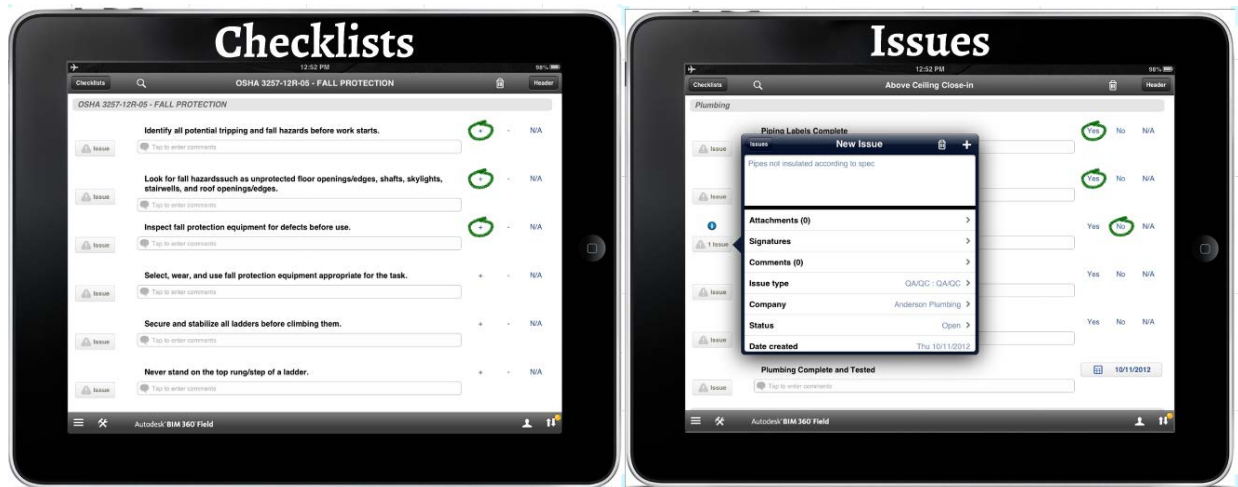 Checklists
12:52 PM
98%
Checklists
OSHA 3257-12R-05 - FALL PROTECTION
Header
OSHA 3257-12R-05 - FALL PROTECTION
Identify all potential tripping and fall hazards before work starts.
+ - N/A
Issue
Tap to enter comments
Look for fall hazardssuch as unprotected floor openings/edges, shafts, skylights,
stairwells, and roof openings/edges.
+ - N/A
Issue
Tap to enter comments
Inspect fall protection equipment for defects before use.
+ - N/A
Issue
Tap to enter comments
Select, wear, and use fall protection equipment appropriate for the task.
+ - N/A
Issue
Tap to enter comments
Secure and stabilize all ladders before climbing them.
+ - N/A
Issue
Tap to enter comments
Never stand on the top rung/step of a ladder.
+ - N/A
Issue
Tap to enter comments
Autodesk' BIM 360 Field
Issues
12:52 PM
98%
Checklists
Above Ceiling Close-in
Header
Plumbing
Piping Labels Complete
Yes No N/A
Issue
Yes No N/A
Issue
Yes No N/A
1 Issue
Yes No N/A
Issue
Yes No N/A
Issue
Issues
New Issue
+
Pipes not insulated according to spec
Attachments (0)
Signatures
Comments (0)
Issue type QA/QC : QA/QC
Company Anderson Plumbing
Status Open
Date created Thu 10/11/2012
Plumbing Complete and Tested
10/11/2012
Issue
Tap to enter comments
Autodesk' BIM 360 Field